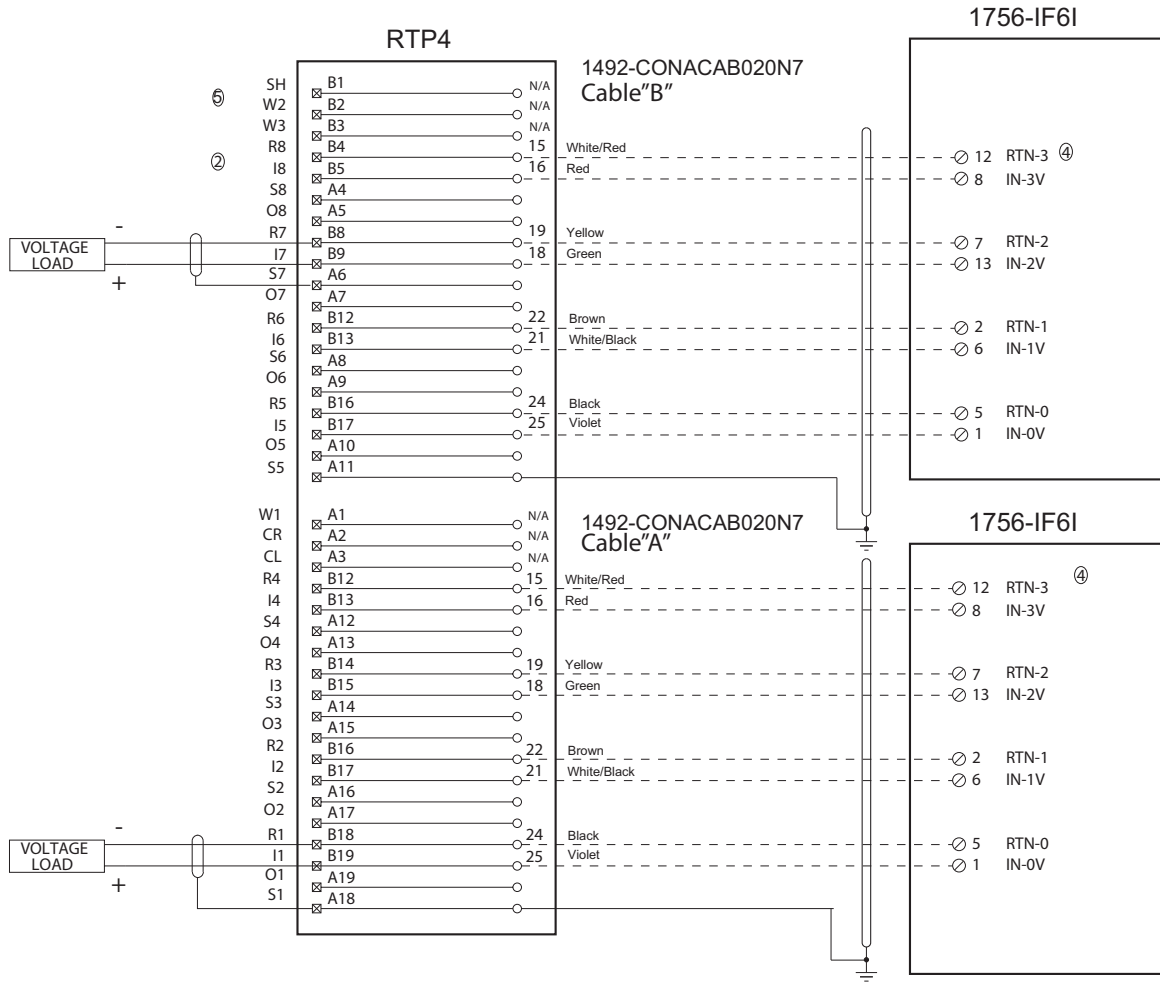 1756-IF6I
RTP4
1492-CONACAB020N7
Cable"B"
⑤
②
SH B1 N/A
W2 B2 N/A
W3 B3 N/A
R8 B4 15 White/Red 12 RTN-3 ④
I8 B5 16 Red 8 IN-3V
S8 A4
O8 A5
R7 B8 19 Yellow 7 RTN-2
I7 B9 18 Green 13 IN-2V
S7 A6
O7 A7
R6 B12 22 Brown 2 RTN-1
I6 B13 21 White/Black 6 IN-1V
S6 A8
O6 A9
R5 B16 24 Black 5 RTN-0
I5 B17 25 Violet 1 IN-0V
O5 A10
S5 A11
-
VOLTAGE
LOAD
+
1756-IF6I
1492-CONACAB020N7
Cable"A"
W1 A1 N/A
CR A2 N/A
CL A3 N/A
R4 B12 15 White/Red 12 RTN-3 ④
I4 B13 16 Red 8 IN-3V
S4 A12
O4 A13
R3 B14 19 Yellow 7 RTN-2
I3 B15 18 Green 13 IN-2V
S3 A14
O3 A15
R2 B16 22 Brown 2 RTN-1
I2 B17 21 White/Black 6 IN-1V
S2 A16
O2 A17
R1 B18 24 Black 5 RTN-0
I1 B19 25 Violet 1 IN-0V
O1 A19
S1 A18
-
VOLTAGE
LOAD
+